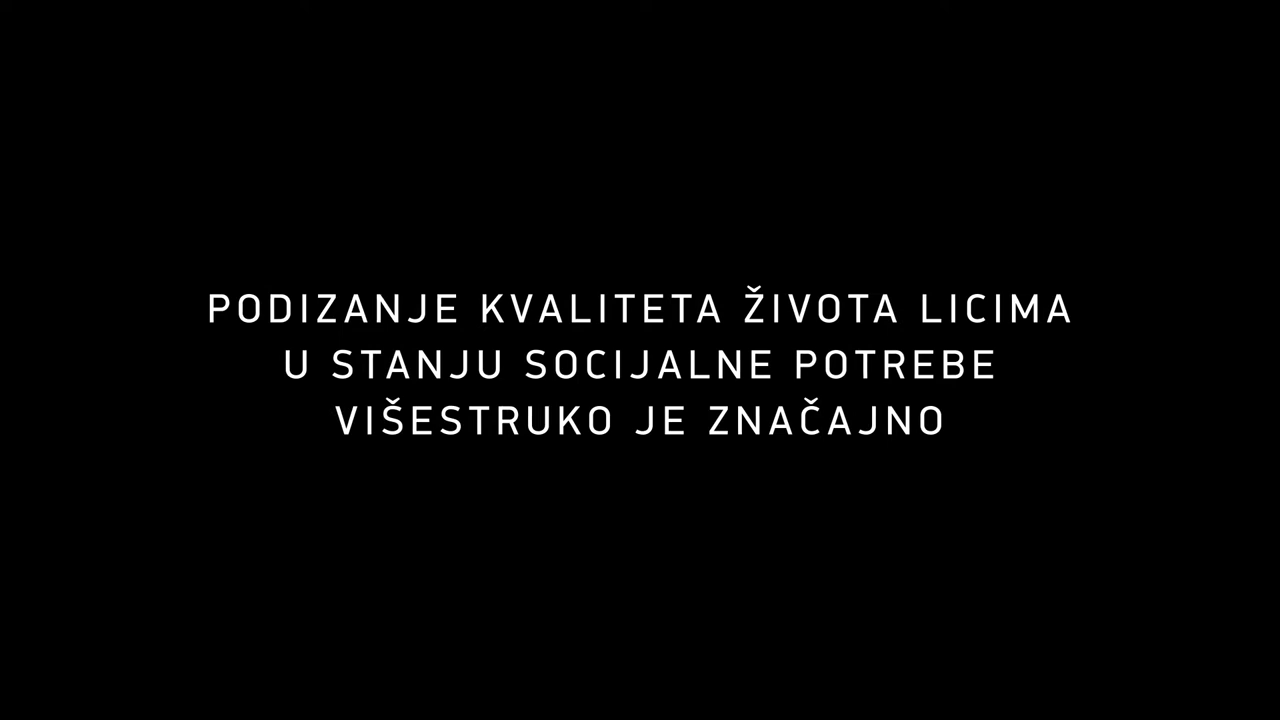 PODIZANJE KVALITETA ŽIVOTA LICIMA
U STANJU SOCIJALNE POTREBE
VIŠESTRUKO JE ZNAČAJNO